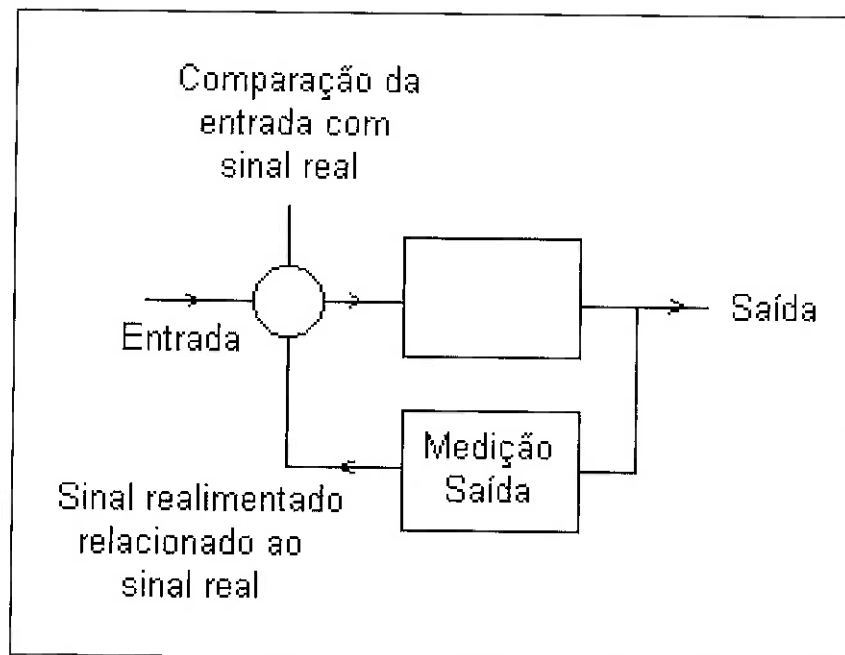 Comparação da
entrada com
sinal real
Entrada
Saída
Medição
Saída
Sinal realimentado
relacionado ao
sinal real